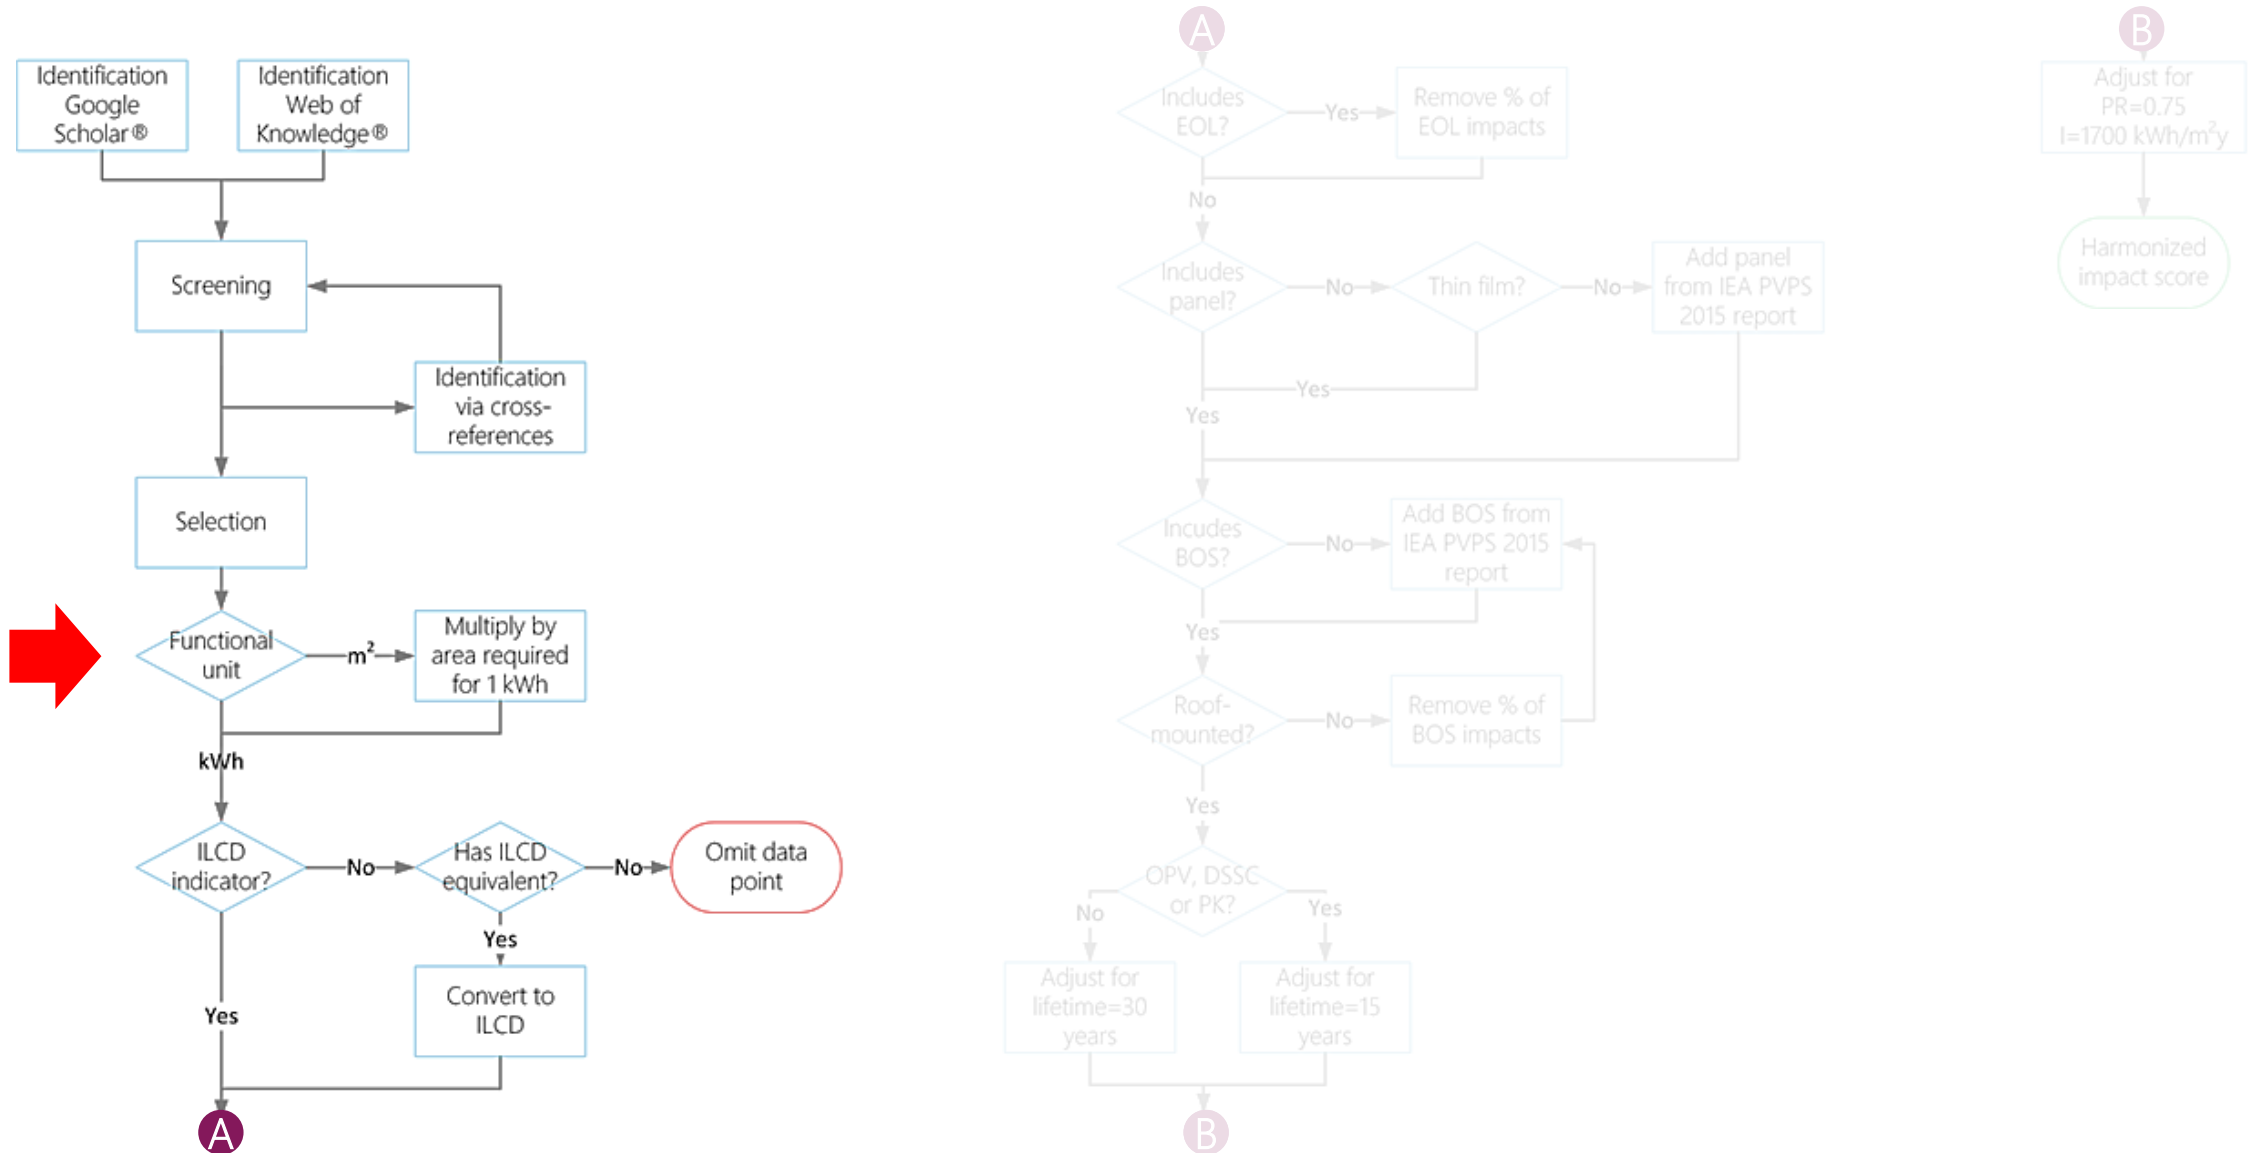 Identification
Google
Scholar®
Identification
Web of
Knowledge®
Screening
Identification
via cross-
references
Selection
Functional
unit
m²
Multiply by
area required
for 1 kWh
kWh
ILCD
indicator?
No
Has ILCD
equivalent?
No
Omit data
point
Yes
Convert to
ILCD
Yes
A
A
Includes
EOL?
Yes
Remove % of
EOL impacts
No
Includes
panel?
No
Thin film?
No
Add panel
from IEA PVPS
2015 report
Yes
Yes
Incudes
BOS?
No
Add BOS from
IEA PVPS 2015
report
Yes
Roof-
mounted?
No
Remove % of
BOS impacts
Yes
OPV, DSSC
or PK?
No
Yes
Adjust for
lifetime=30
years
Adjust for
lifetime=15
years
B
B
Adjust for
PR=0.75
I=1700 kWh/m²y
Harmonized
impact score